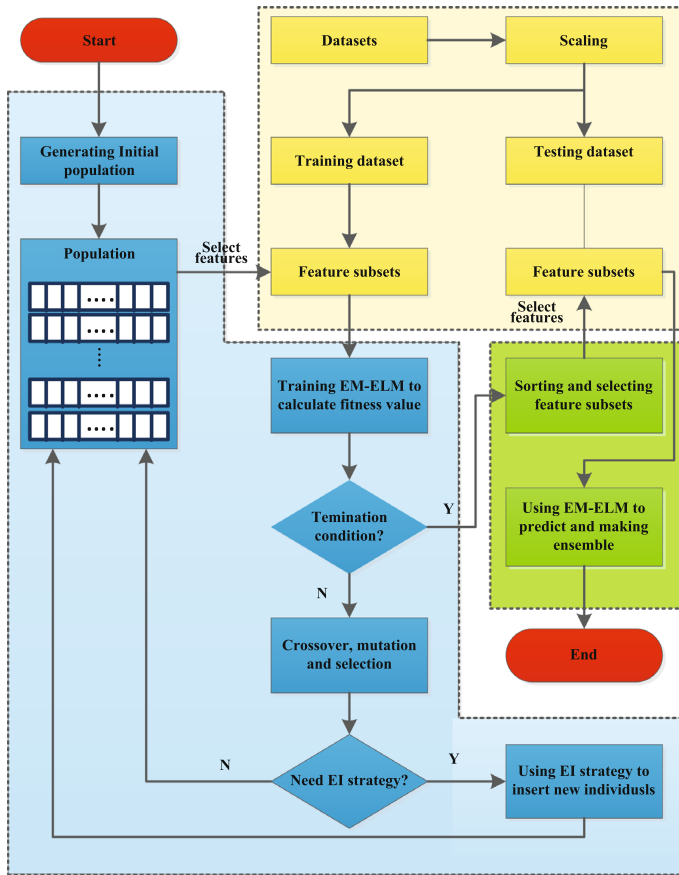 Start
Datasets
Scaling
Generating Initial
population
Training dataset
Testing dataset
Population
Select
features
Feature subsets
Feature subsets
Select
features
Training EM-ELM to
calculate fitness value
Sorting and selecting
feature subsets
Temination
condition?
Y
Using EM-ELM to
predict and making
ensemble
N
Crossover, mutation
and selection
End
N
Need EI strategy?
Y
Using EI strategy to
insert new individusls